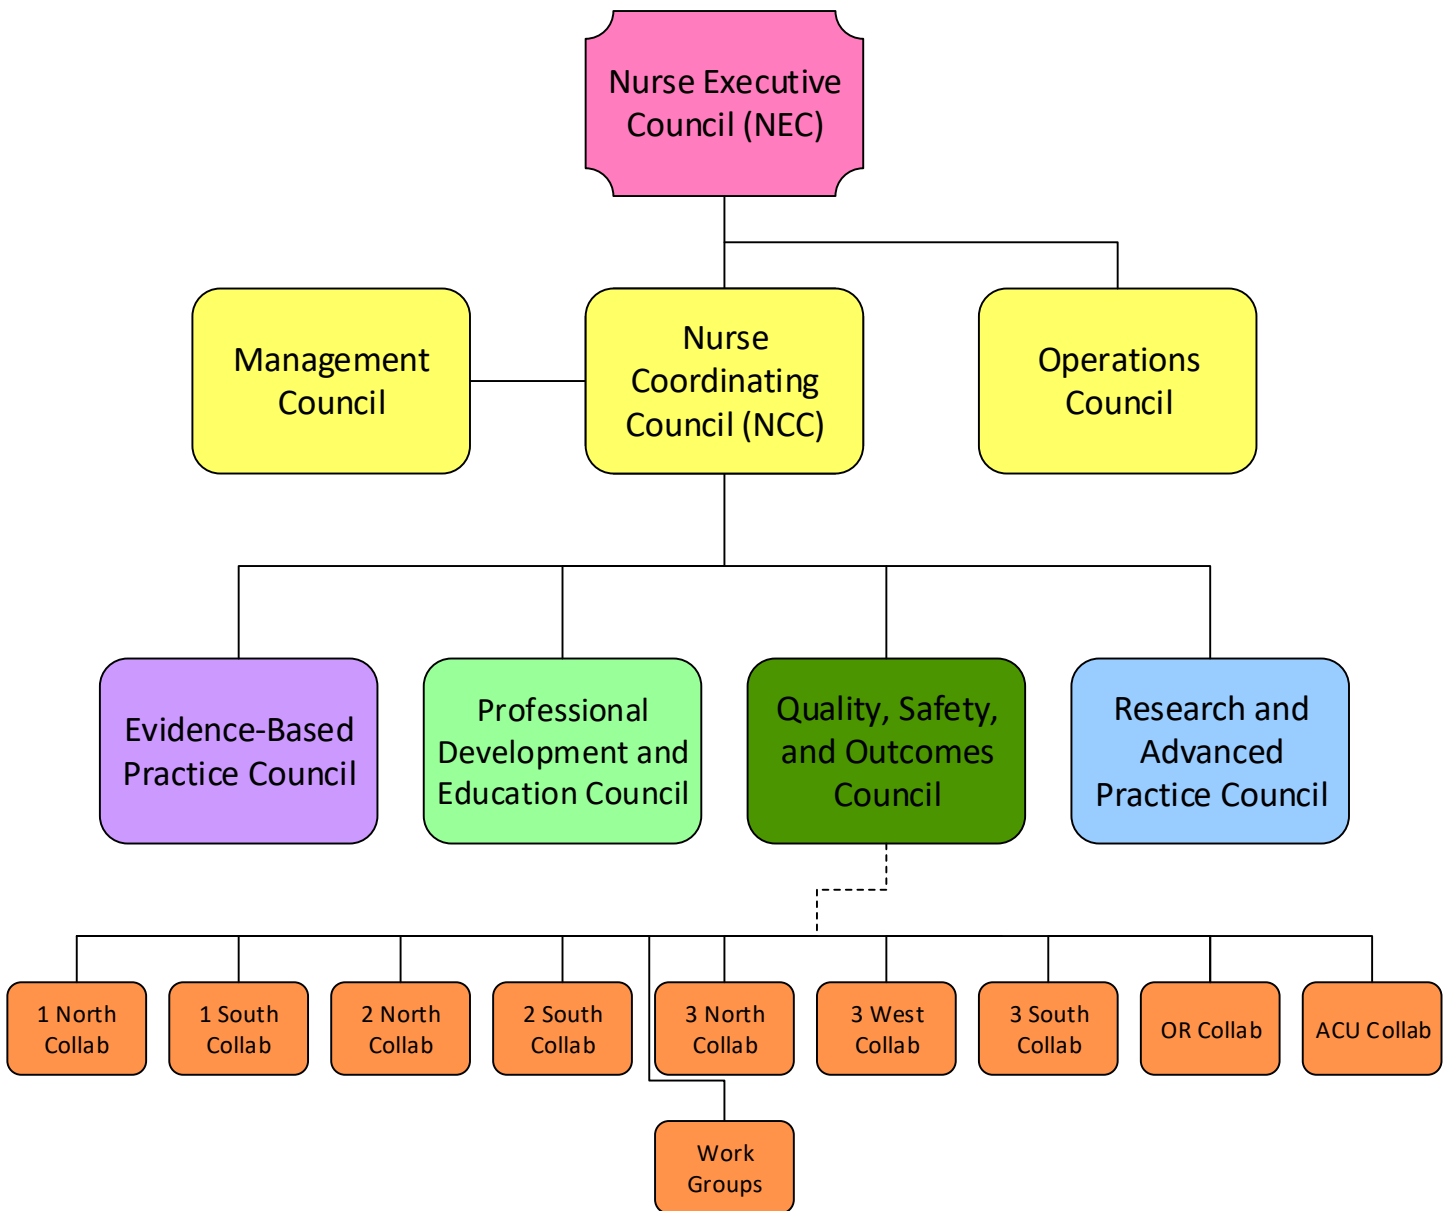 Nurse Executive
Council (NEC)
Management
Council
Nurse
Coordinating
Council (NCC)
Operations
Council
Evidence-Based
Practice Council
Professional
Development and
Education Council
Quality, Safety,
and Outcomes
Council
Research and
Advanced
Practice Council
1 North
Collab
1 South
Collab
2 North
Collab
2 South
Collab
3 North
Collab
3 West
Collab
3 South
Collab
OR Collab
ACU Collab
Work
Groups